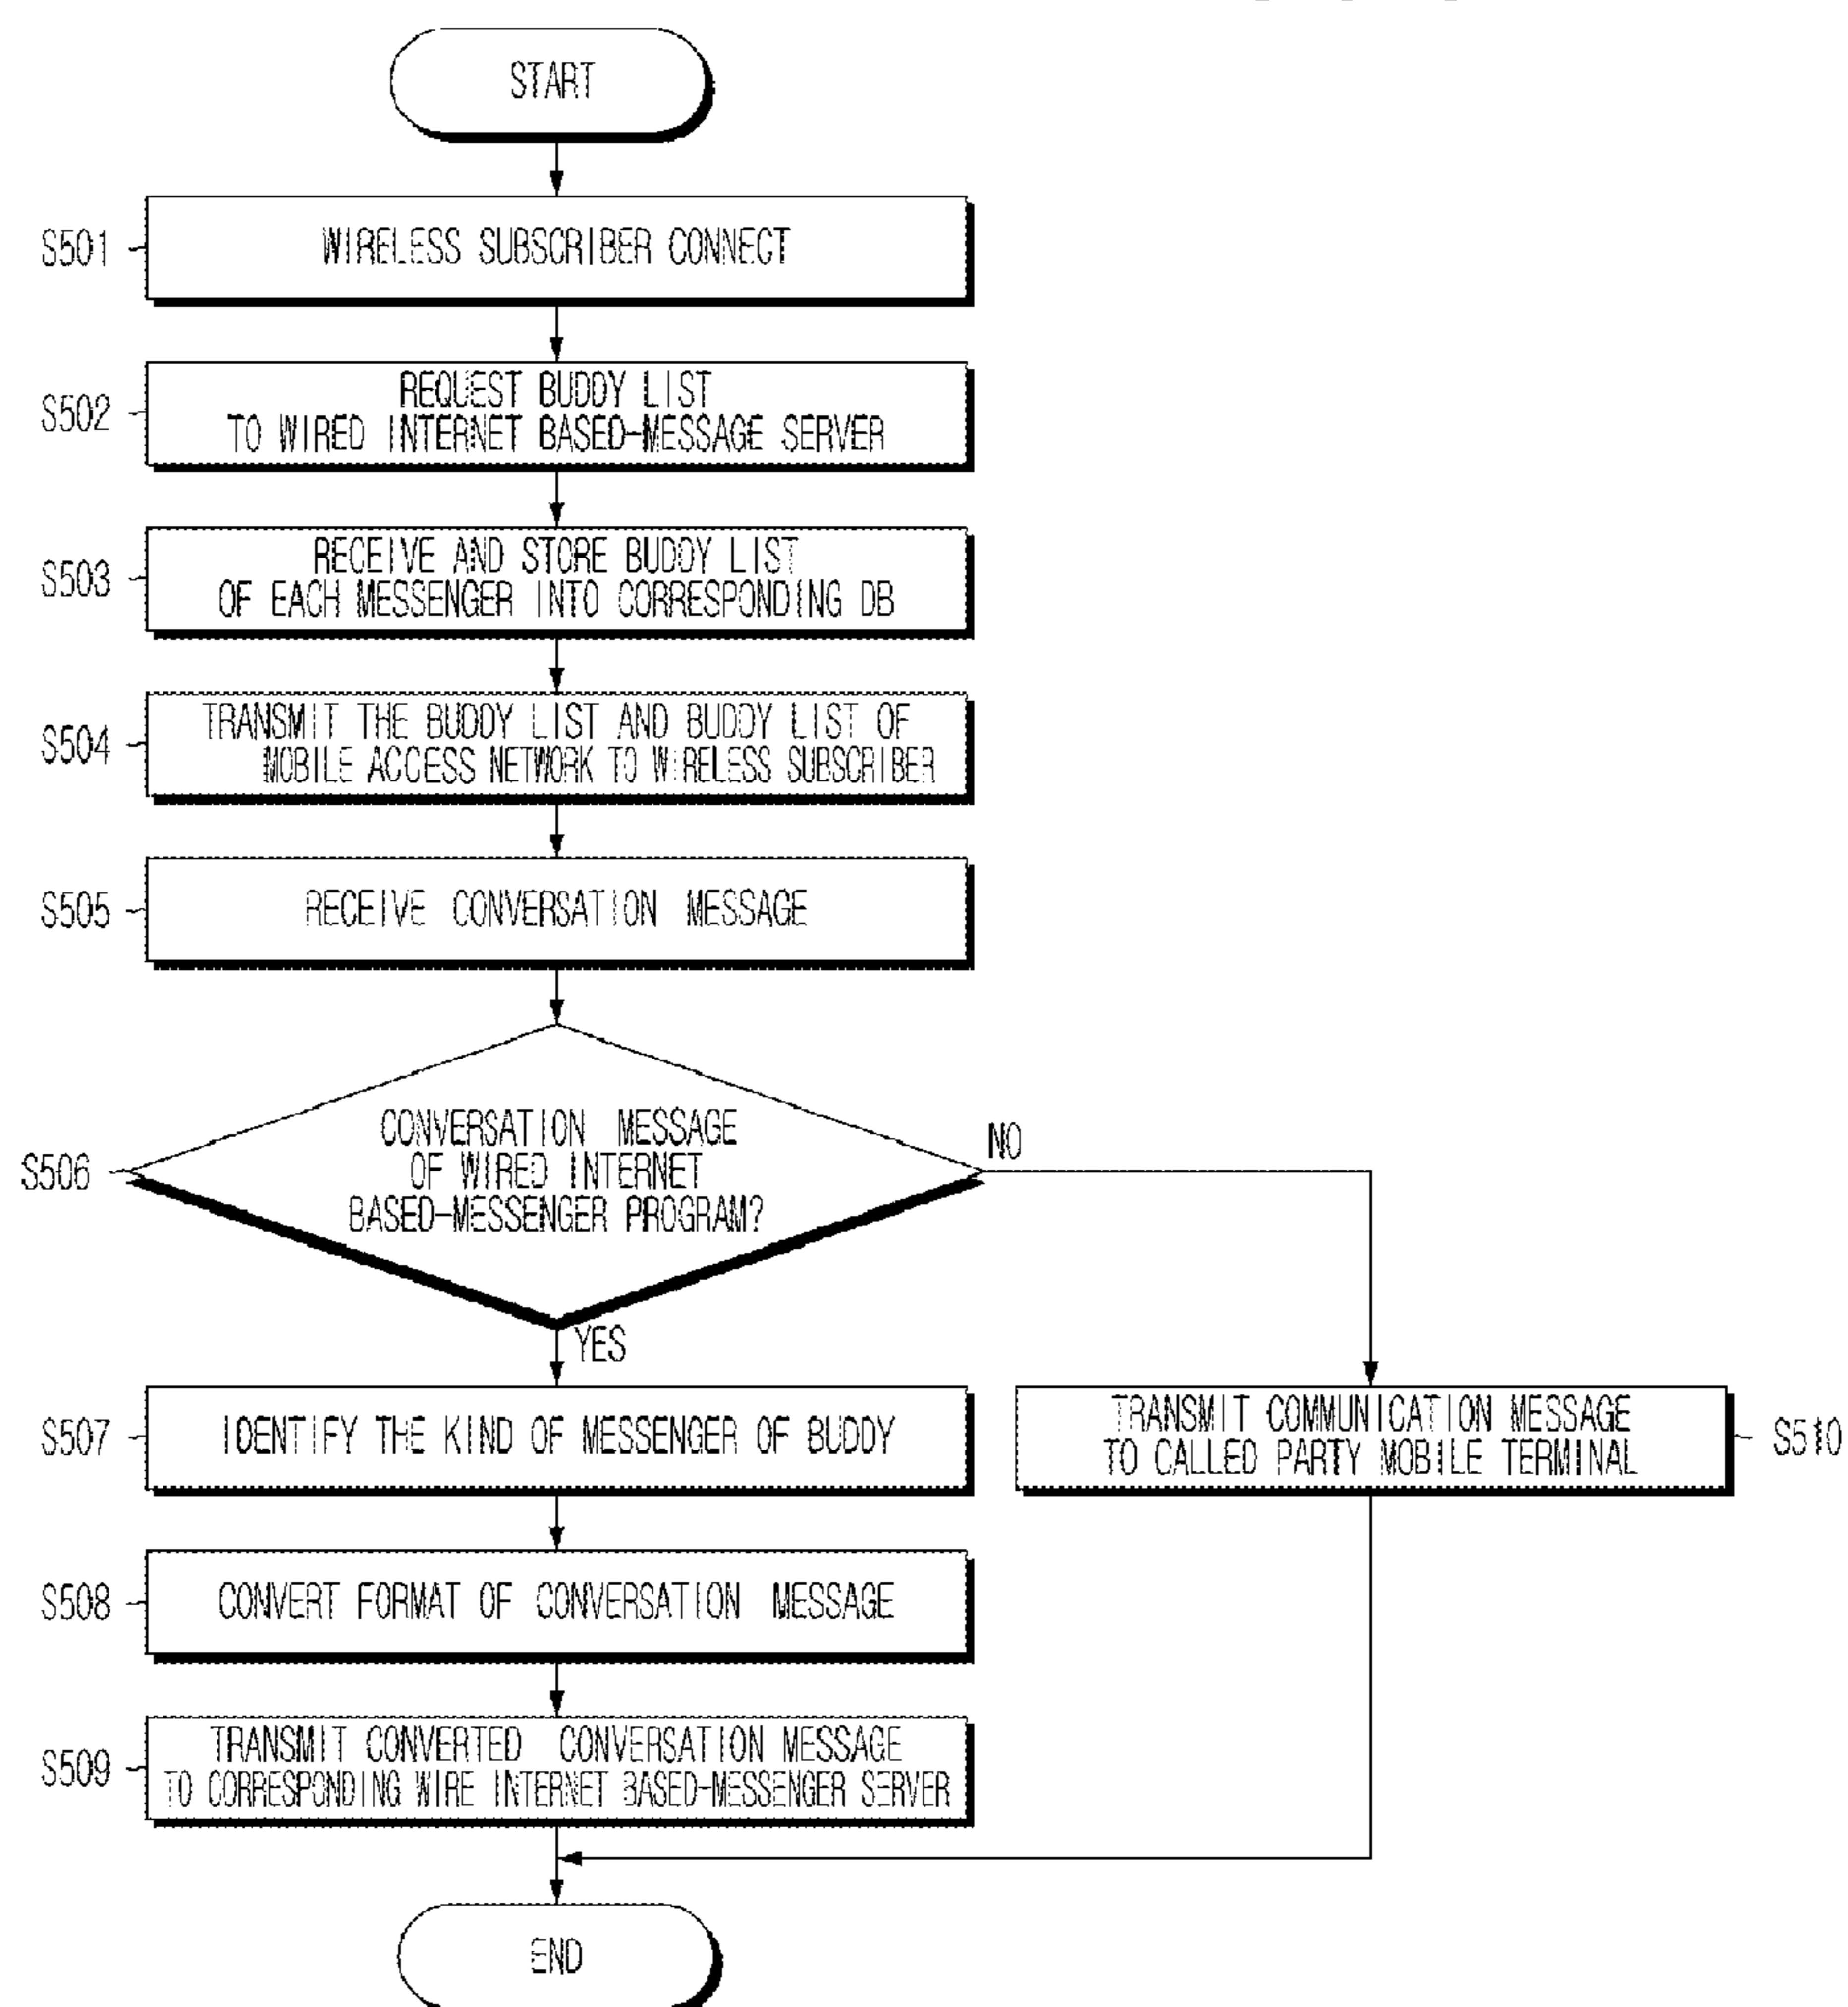 START
S501
WIRELESS SUBSCRIBER CONNECT
S502
REQUEST BUDDY LIST
TO WIRED INTERNET BASED-MESSAGE SERVER
S503
RECEIVE AND STORE BUDDY LIST
OF EACH MESSENGER INTO CORRESPONDING DB
S504
TRANSMIT THE BUDDY LIST AND BUDDY LIST OF
MOBILE ACCESS NETWORK TO WIRELESS SUBSCRIBER
S505
RECEIVE CONVERSATION MESSAGE
S506
CONVERSATION MESSAGE
OF WIRED INTERNET
BASED-MESSENGER PROGRAM?
NO
YES
S507
IDENTIFY THE KIND OF MESSENGER OF BUDDY
TRANSMIT COMMUNICATION MESSAGE
TO CALLED PARTY MOBILE TERMINAL
S510
S508
CONVERT FORMAT OF CONVERSATION MESSAGE
S509
TRANSMIT CONVERTED CONVERSATION MESSAGE
TO CORRESPONDING WIRE INTERNET BASED-MESSENGER SERVER
END